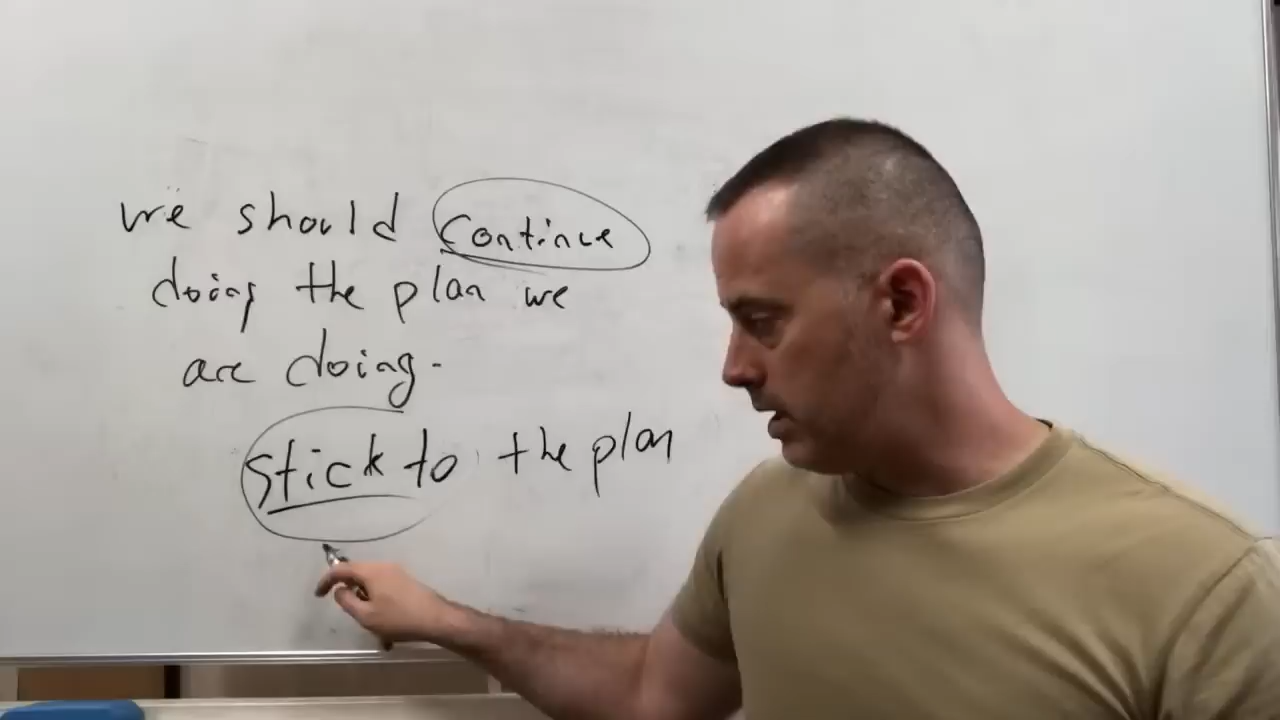 we should continue
doing the plan we
are doing.
stick to the plan